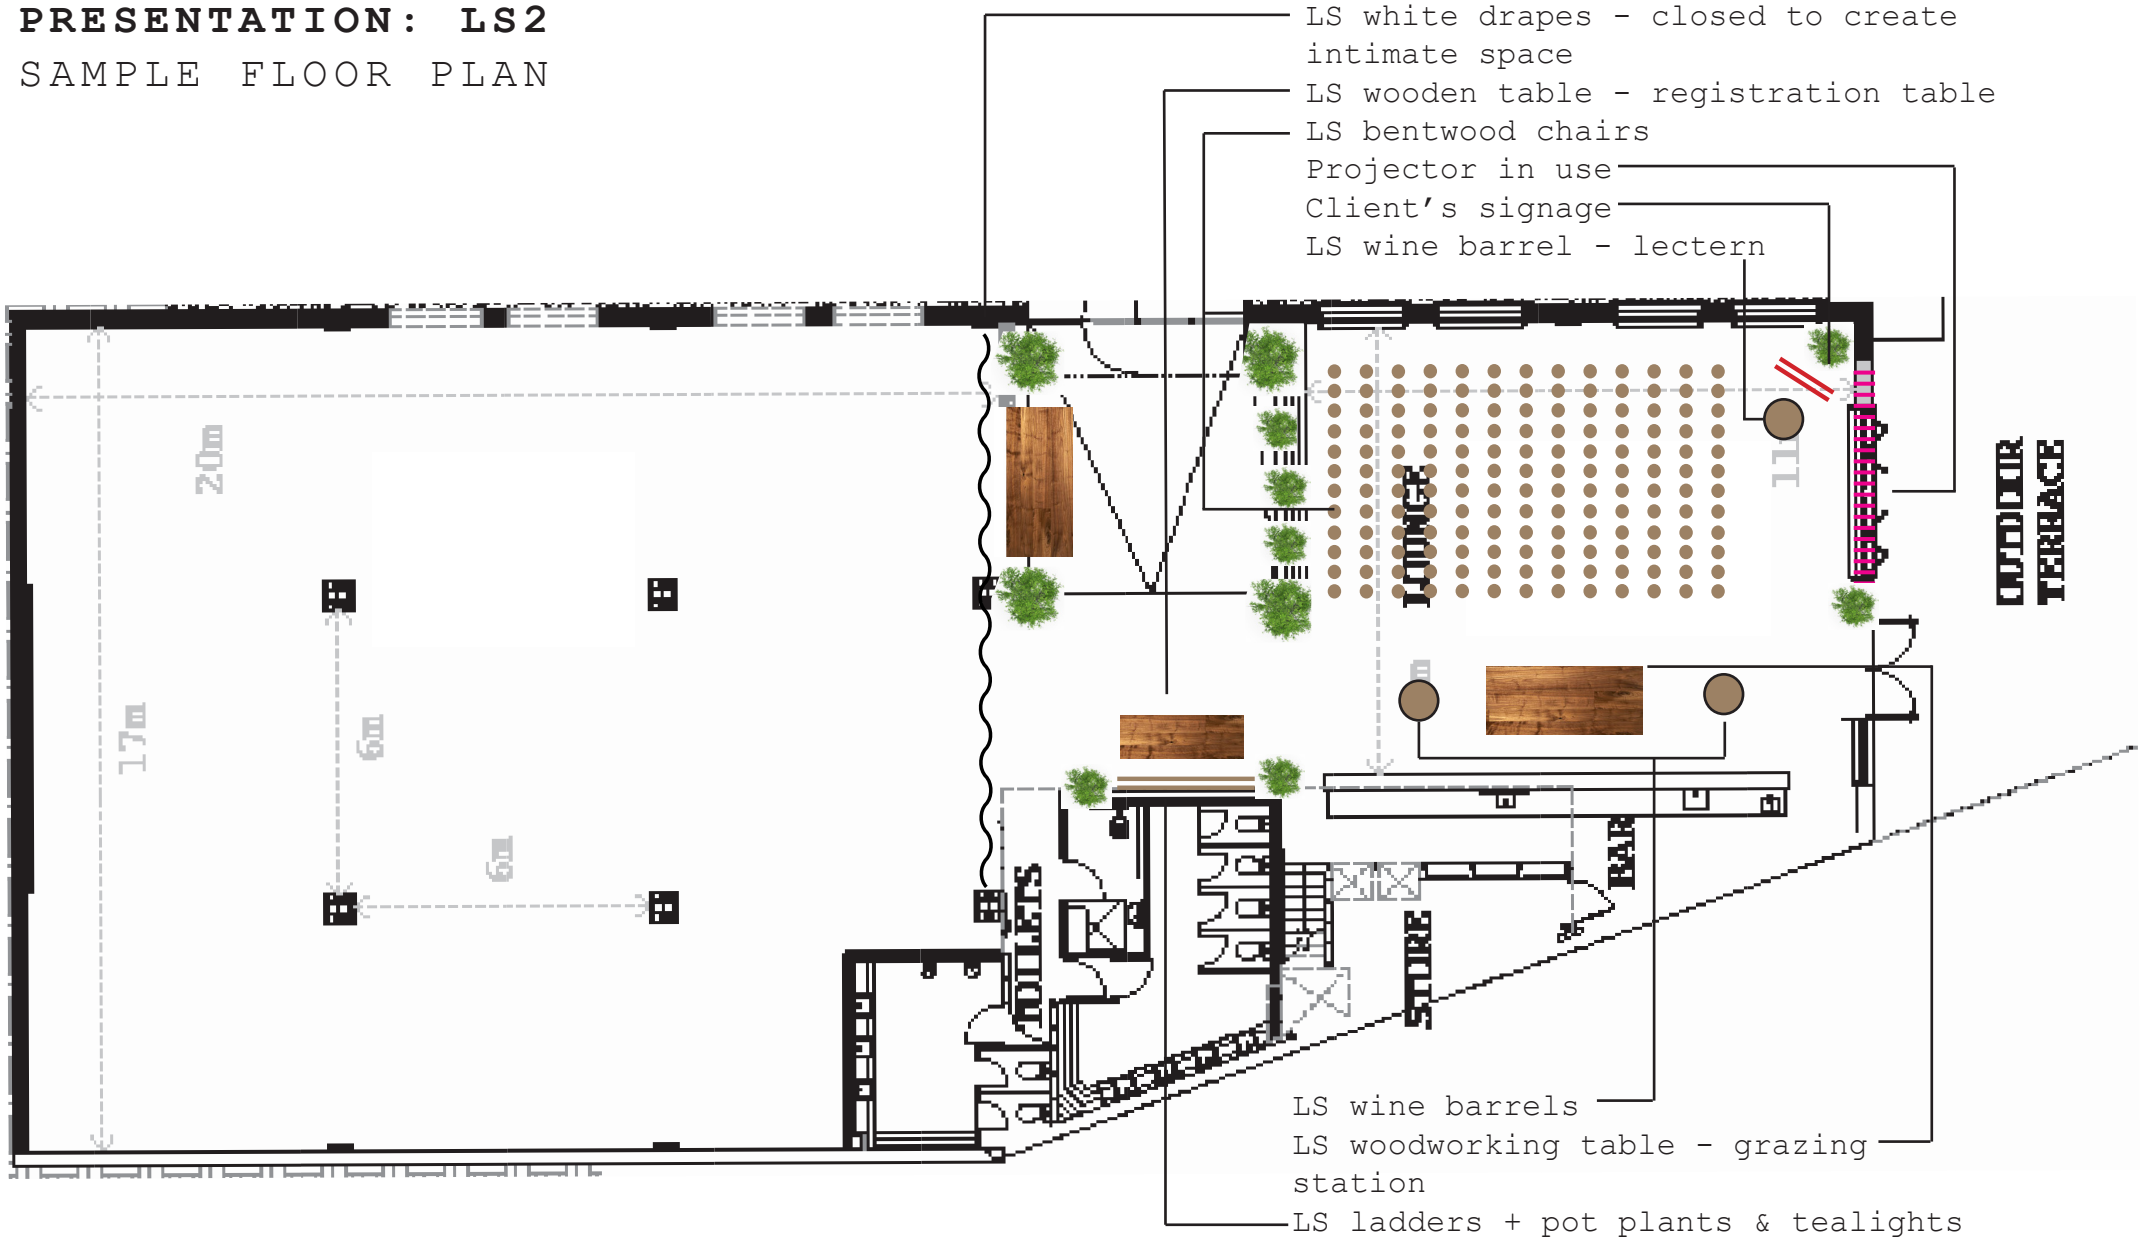 PRESENTATION: LS2
SAMPLE FLOOR PLAN
LS white drapes - closed to create
intimate space
LS wooden table - registration table
LS bentwood chairs
Projector in use
Client’s signage
LS wine barrel - lectern
20m
17m
6m
6m
LOUNGE
OUTDOOR
TERRACE
TOILETS
BAR
STORE
LS wine barrels
LS woodworking table - grazing
station
LS ladders + pot plants & tealights